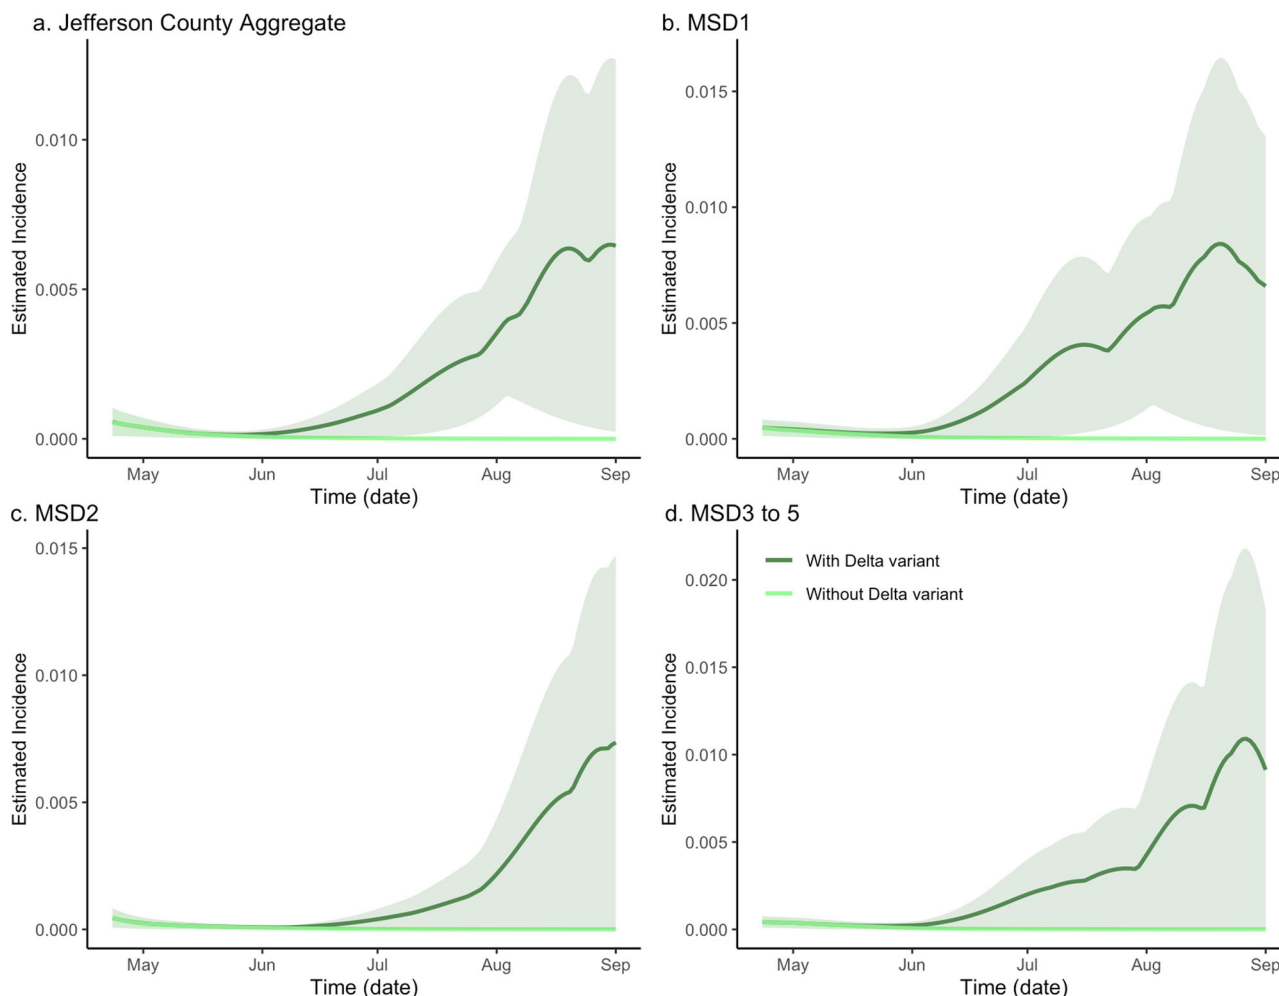 a. Jefferson County Aggregate
0.010
0.005
0.000
Estimated Incidence
May Jun Jul Aug Sep
Time (date)
b. MSD1
0.015
0.010
0.005
0.000
Estimated Incidence
May Jun Jul Aug Sep
Time (date)
c. MSD2
0.015
0.010
0.005
0.000
Estimated Incidence
May Jun Jul Aug Sep
Time (date)
d. MSD3 to 5
With Delta variant
Without Delta variant
0.020
0.015
0.010
0.005
0.000
Estimated Incidence
May Jun Jul Aug Sep
Time (date)